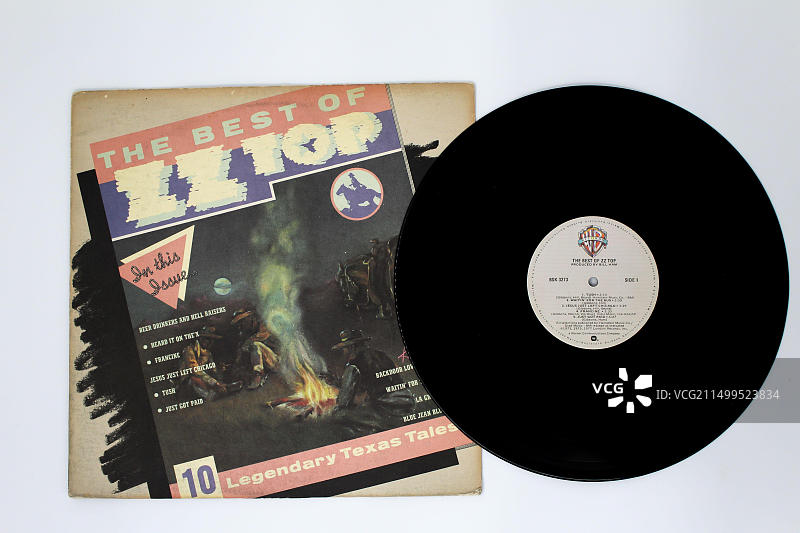 THE BEST OF
ZZ TOP
In this
Issue...
BEER DRINKERS AND HELL RAISERS
HEARD IT ON THE X
FRANCINE
JESUS JUST LEFT CHICAGO
TUSH
JUST GOT PAID
BACKDOOR LOV
WAITIN' FOR
LA GR
BLUE JEAN BL
10 Legendary Texas Tales
THE BEST OF ZZ TOP
PRODUCED BY BILL HAM
BSK 3273
SIDE 1
1. TUSH
2. WAITIN' FOR THE BUS
3. JESUS JUST LEFT CHICAGO
4. FRANCINE
5. JUST GOT PAID
VCG
ID: VCG211499523834